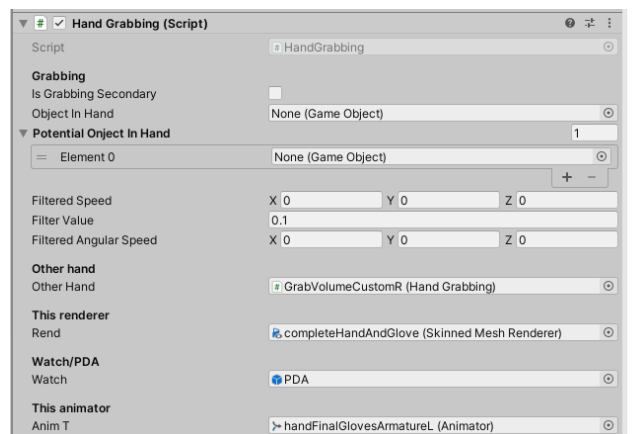 Hand Grabbing (Script)
Script # HandGrabbing
Grabbing
Is Grabbing Secondary
Object In Hand None (Game Object)
Potential Onject In Hand 1
Element 0 None (Game Object)
+ −
Filtered Speed X 0 Y 0 Z 0
Filter Value 0.1
Filtered Angular Speed X 0 Y 0 Z 0
Other hand
Other Hand # GrabVolumeCustomR (Hand Grabbing)
This renderer
Rend completeHandAndGlove (Skinned Mesh Renderer)
Watch/PDA
Watch PDA
This animator
Anim T handFinalGlovesArmatureL (Animator)